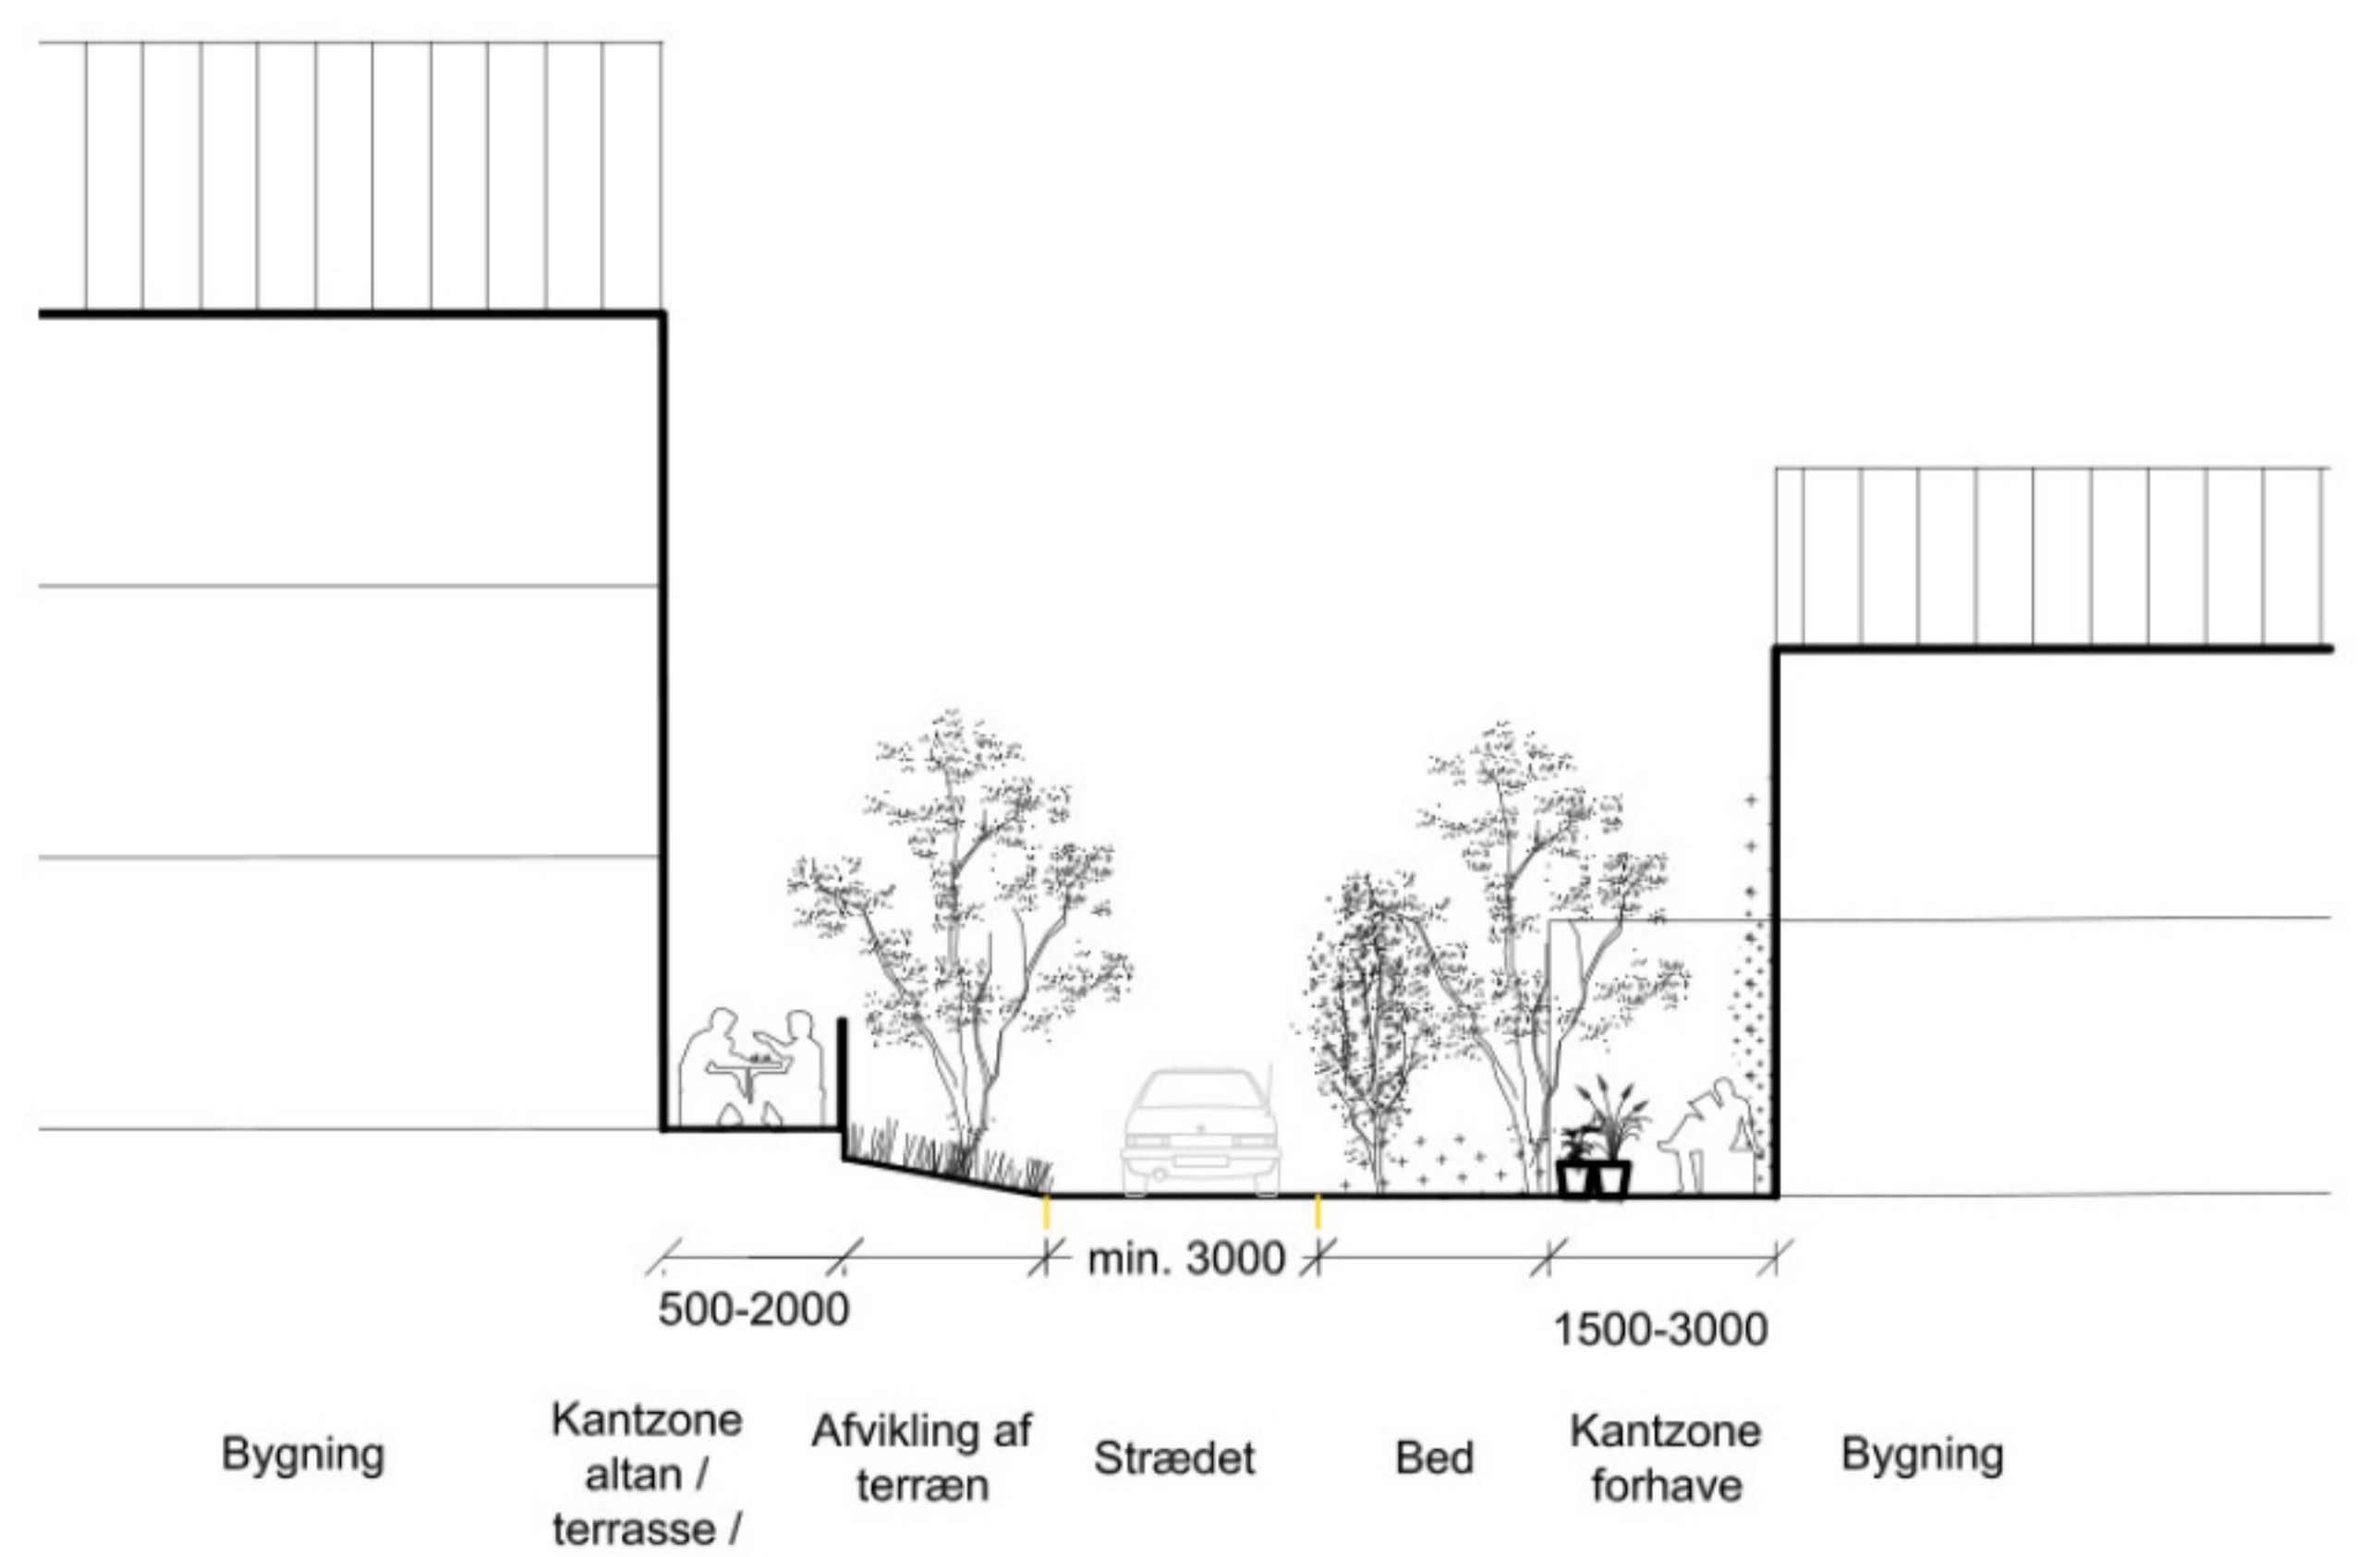 min. 3000
500-2000
1500-3000
Bygning
Kantzone
altan /
terrasse /
Afvikling af
terræn
Strædet
Bed
Kantzone
forhave
Bygning